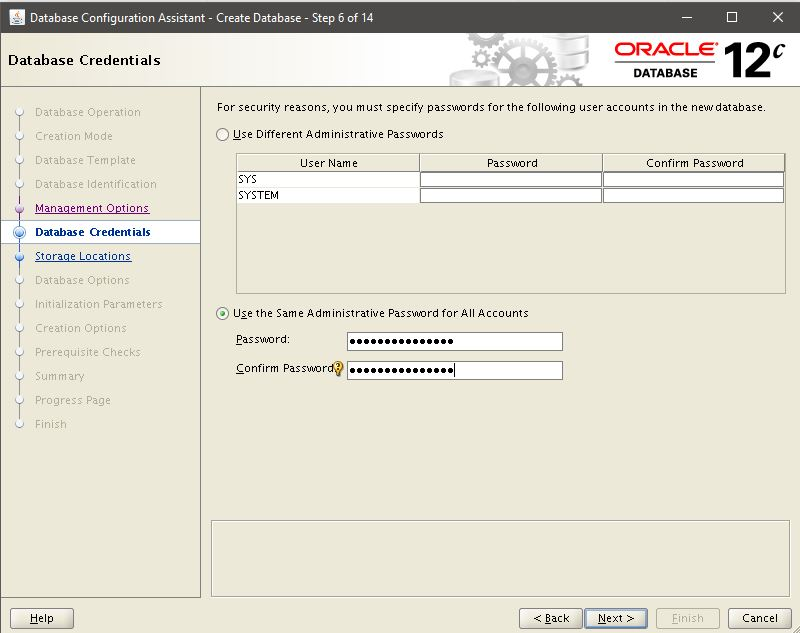 Database Configuration Assistant - Create Database - Step 6 of 14
Database Credentials
ORACLE
DATABASE
12c
Database Operation
Creation Mode
Database Template
Database Identification
Management Options
Database Credentials
Storage Locations
Database Options
Initialization Parameters
Creation Options
Prerequisite Checks
Summary
Progress Page
Finish
For security reasons, you must specify passwords for the following user accounts in the new database.
Use Different Administrative Passwords
User Name Password Confirm Password
SYS
SYSTEM
Use the Same Administrative Password for All Accounts
Password: •••••••••••••••
Confirm Password •••••••••••••••
Help < Back Next > Finish Cancel